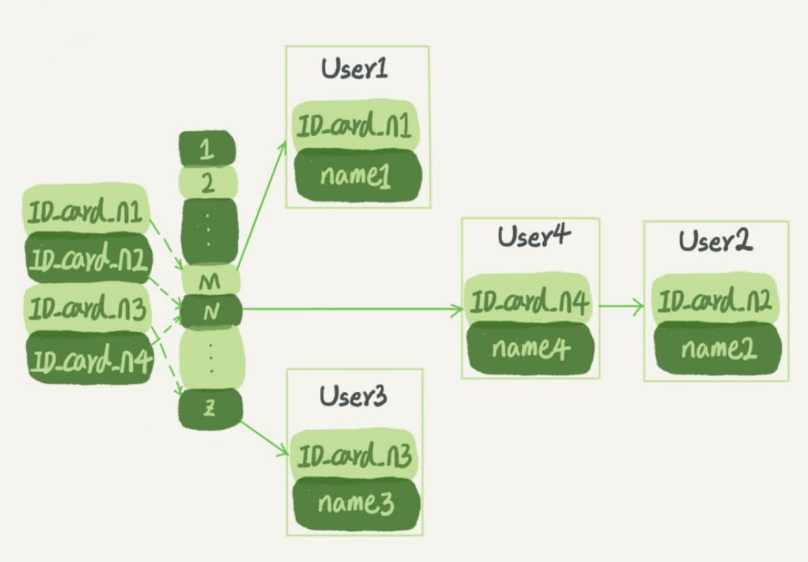 User1
ID_card_n1
name1
1
2
⋮
M
N
⋮
Z
ID_card_n1
ID_card_n2
ID_card_n3
ID_card_n4
User4
ID_card_n4
name4
User2
ID_card_n2
name2
User3
ID_card_n3
name3